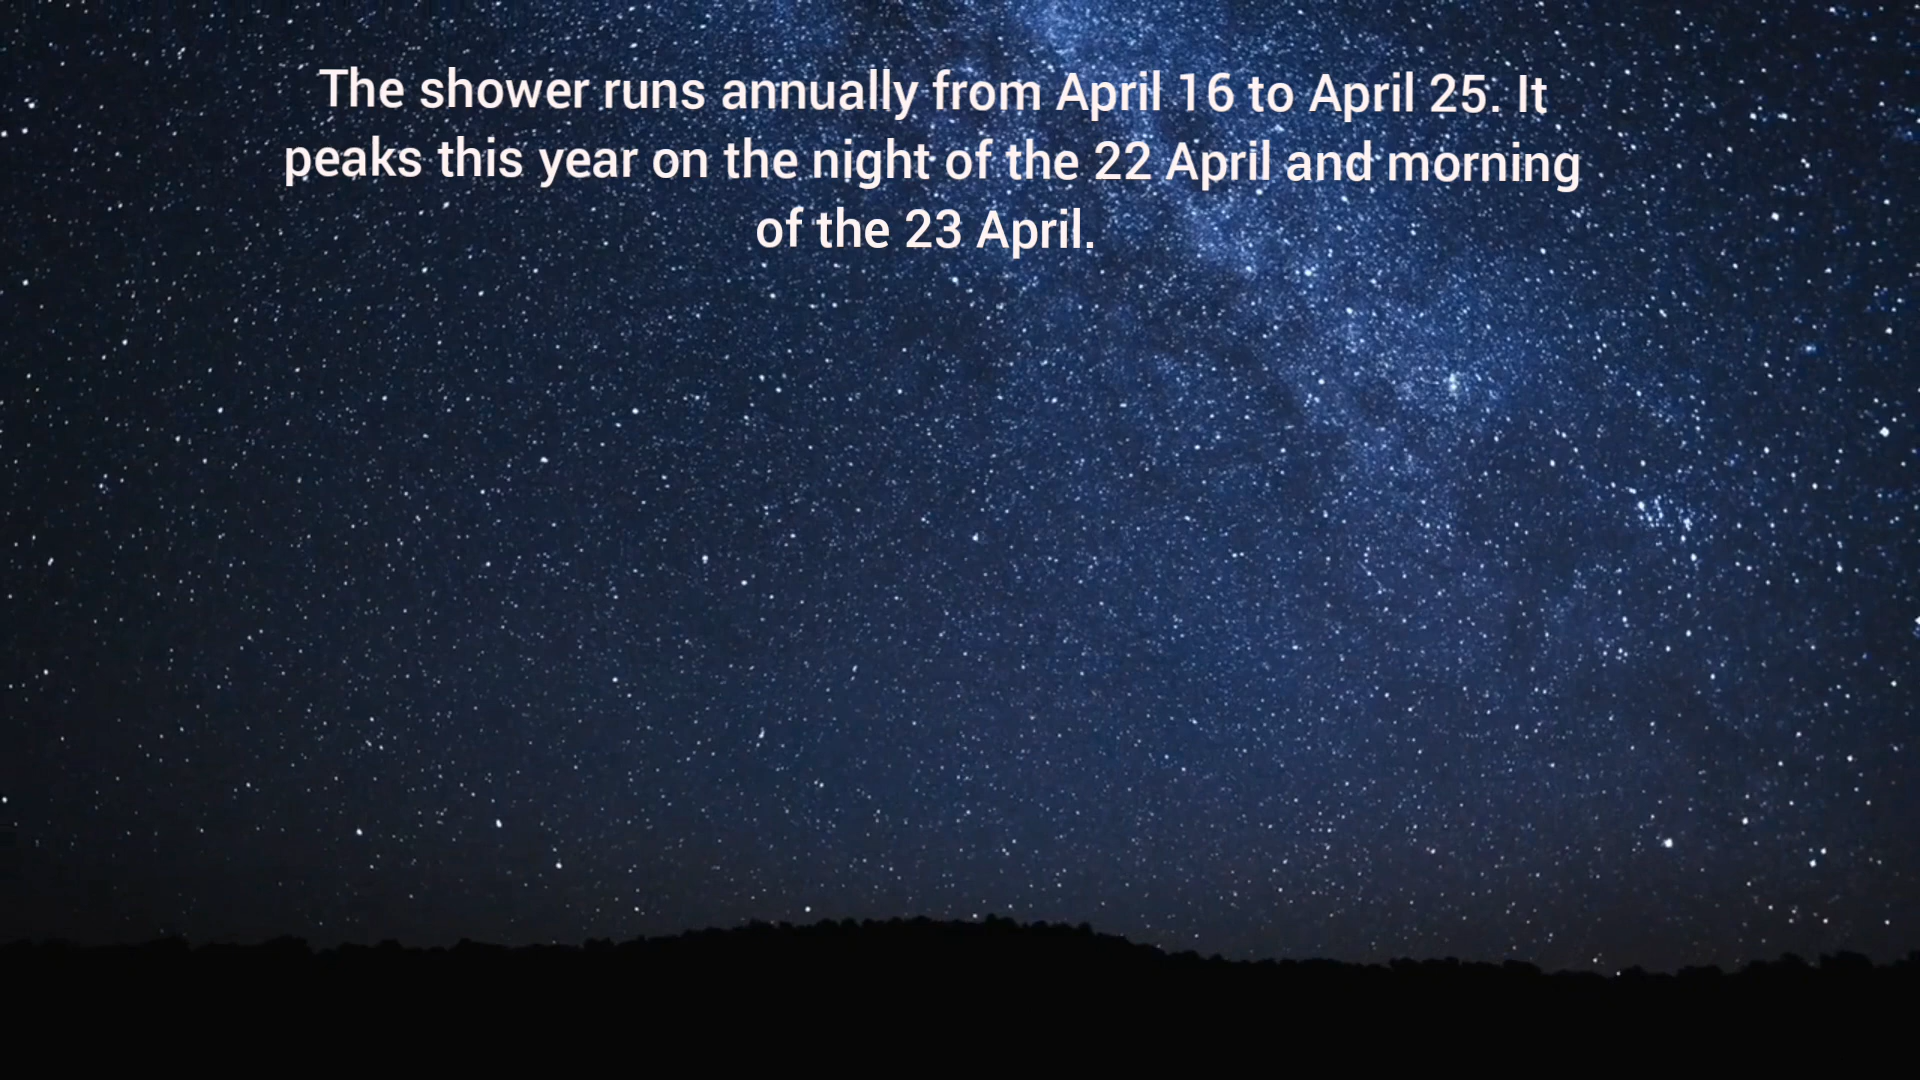 The shower runs annually from April 16 to April 25. It
peaks this year on the night of the 22 April and morning
of the 23 April.